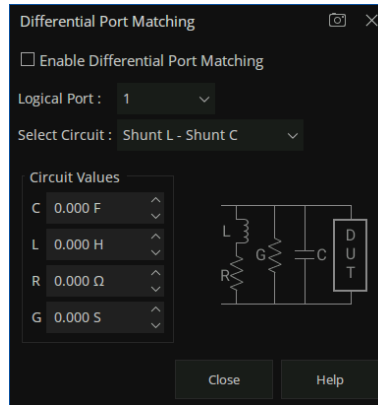 Differential Port Matching
Enable Differential Port Matching
Logical Port : 1
Select Circuit : Shunt L - Shunt C
Circuit Values
C 0.000 F
L 0.000 H
R 0.000 Ω
G 0.000 S
L
R
G
C
DUT
Close
Help